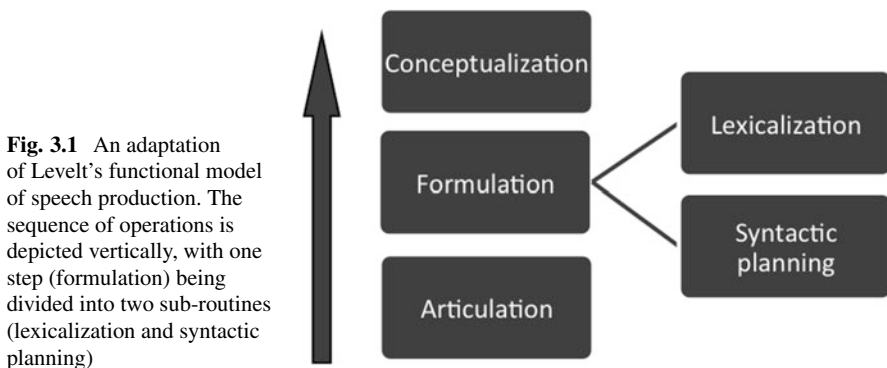 Fig. 3.1 An adaptation
of Levelt's functional model
of speech production. The
sequence of operations is
depicted vertically, with one
step (formulation) being
divided into two sub-routines
(lexicalization and syntactic
planning)
Conceptualization
Formulation
Articulation
Lexicalization
Syntactic
planning